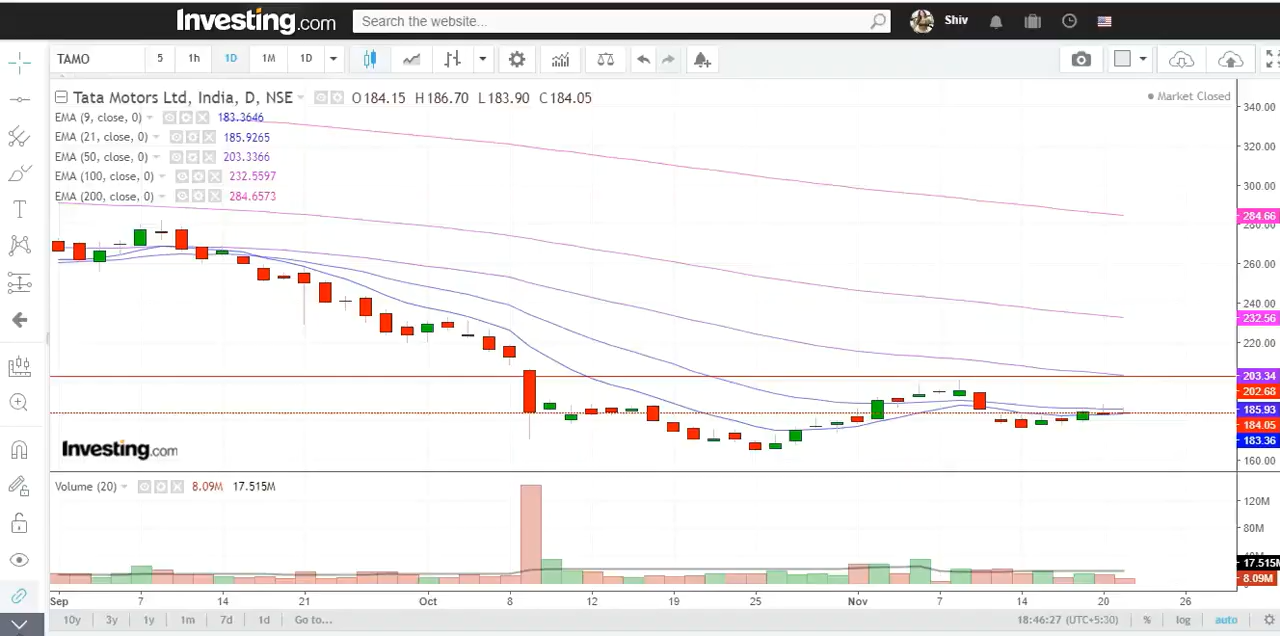 Investing.com Search the website... Shiv
TAMO 5 1h 1D 1M 1D
Tata Motors Ltd, India, D, NSE O184.15 H186.70 L183.90 C184.05 Market Closed
EMA (9, close, 0) 183.3646
EMA (21, close, 0) 185.9265
EMA (50, close, 0) 203.3366
EMA (100, close, 0) 232.5597
EMA (200, close, 0) 284.6573
340.00
320.00
300.00
284.66
280.00
260.00
240.00
232.56
220.00
203.34
202.68
185.93
184.05
183.36
160.00
Investing.com
Volume (20) 8.09M 17.515M
120M
80M
40M
17.515M
8.09M
Sep 7 14 21 Oct 8 12 19 25 Nov 7 14 20 26
10y 3y 1y 1m 7d 1d Go to... 18:46:27 (UTC+5:30) % log auto